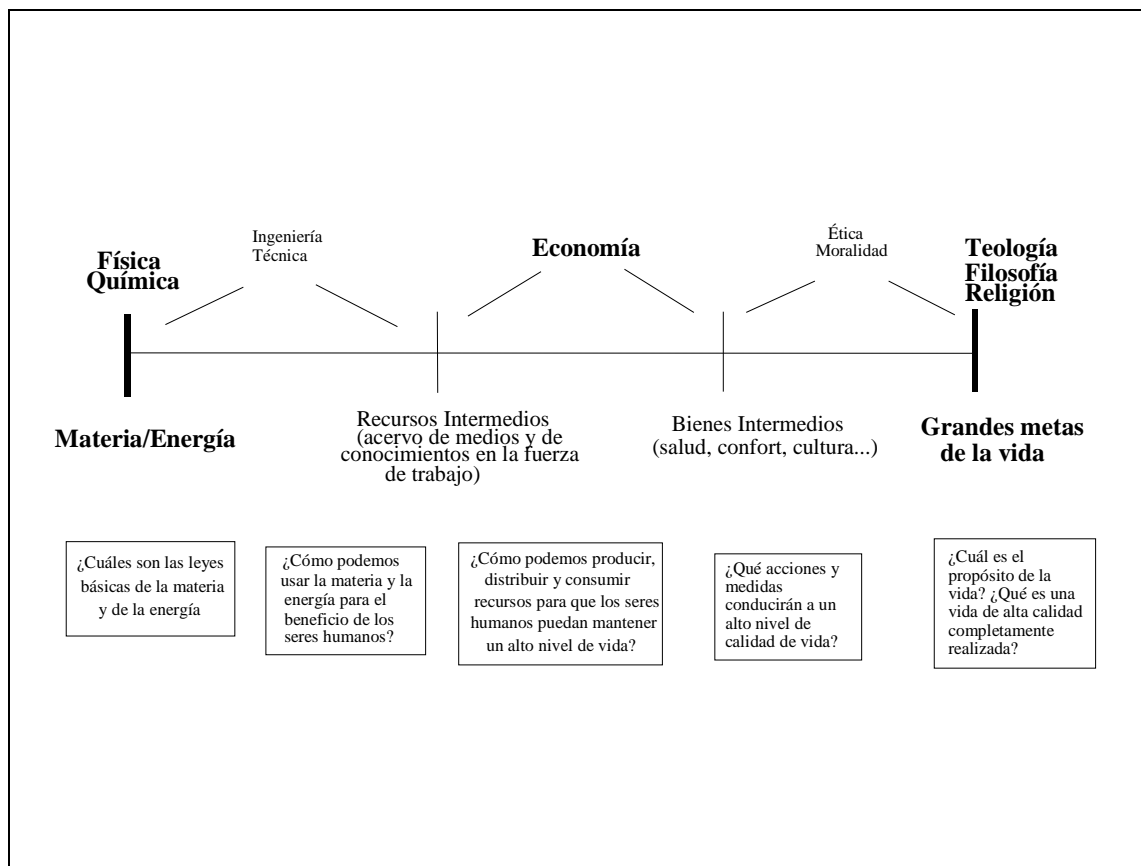 Física
Química
Ingeniería
Técnica
Economía
Ética
Moralidad
Teología
Filosofía
Religión
Materia/Energía
Recursos Intermedios
(acervo de medios y de
conocimientos en la fuerza
de trabajo)
Bienes Intermedios
(salud, confort, cultura...)
Grandes metas
de la vida
¿Cuáles son las leyes
básicas de la materia
y de la energía
¿Cómo podemos
usar la materia y la
energía para el
beneficio de los
seres humanos?
¿Cómo podemos producir,
distribuir y consumir
recursos para que los seres
humanos puedan mantener
un alto nivel de vida?
¿Qué acciones y
medidas
conducirán a un
alto nivel de
calidad de vida?
¿Cuál es el
propósito de la
vida? ¿Qué es una
vida de alta calidad
completamente
realizada?